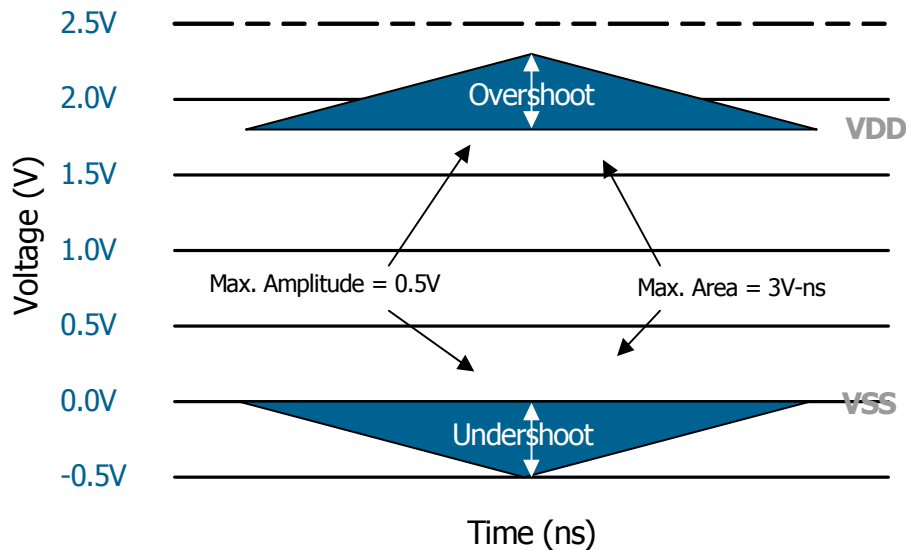 2.5V
Overshoot
2.0V
VDD
1.5V
Voltage (V)
1.0V
Max. Amplitude = 0.5V
Max. Area = 3V-ns
0.5V
0.0V
VSS
Undershoot
-0.5V
Time (ns)